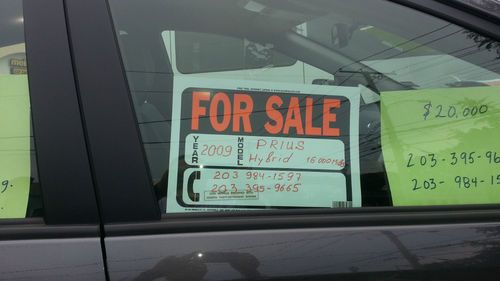 FOR SALE
YEAR 2009 MODEL PRIUS
Hybrid 16 000 M
203 984-1597
203 395-9665
$20.000
203-395-96
203- 984-15
9.